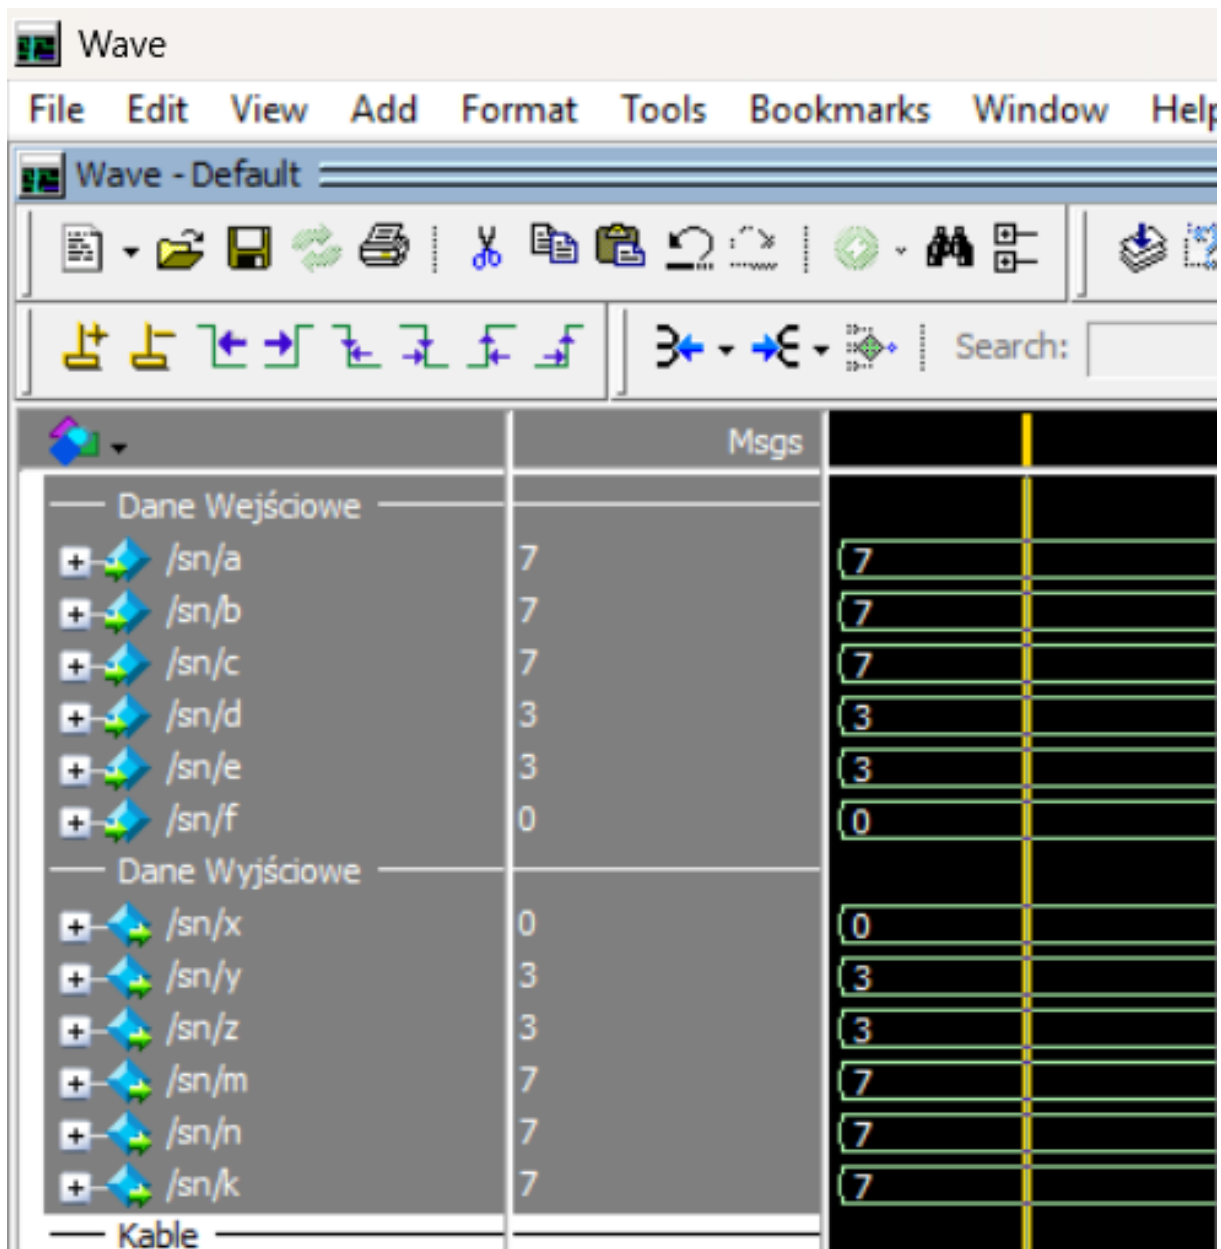 Wave
File Edit View Add Format Tools Bookmarks Window Help
Wave - Default
Search:
Msgs
Dane Wejściowe
/sn/a 7 7
/sn/b 7 7
/sn/c 7 7
/sn/d 3 3
/sn/e 3 3
/sn/f 0 0
Dane Wyjściowe
/sn/x 0 0
/sn/y 3 3
/sn/z 3 3
/sn/m 7 7
/sn/n 7 7
/sn/k 7 7
Kable